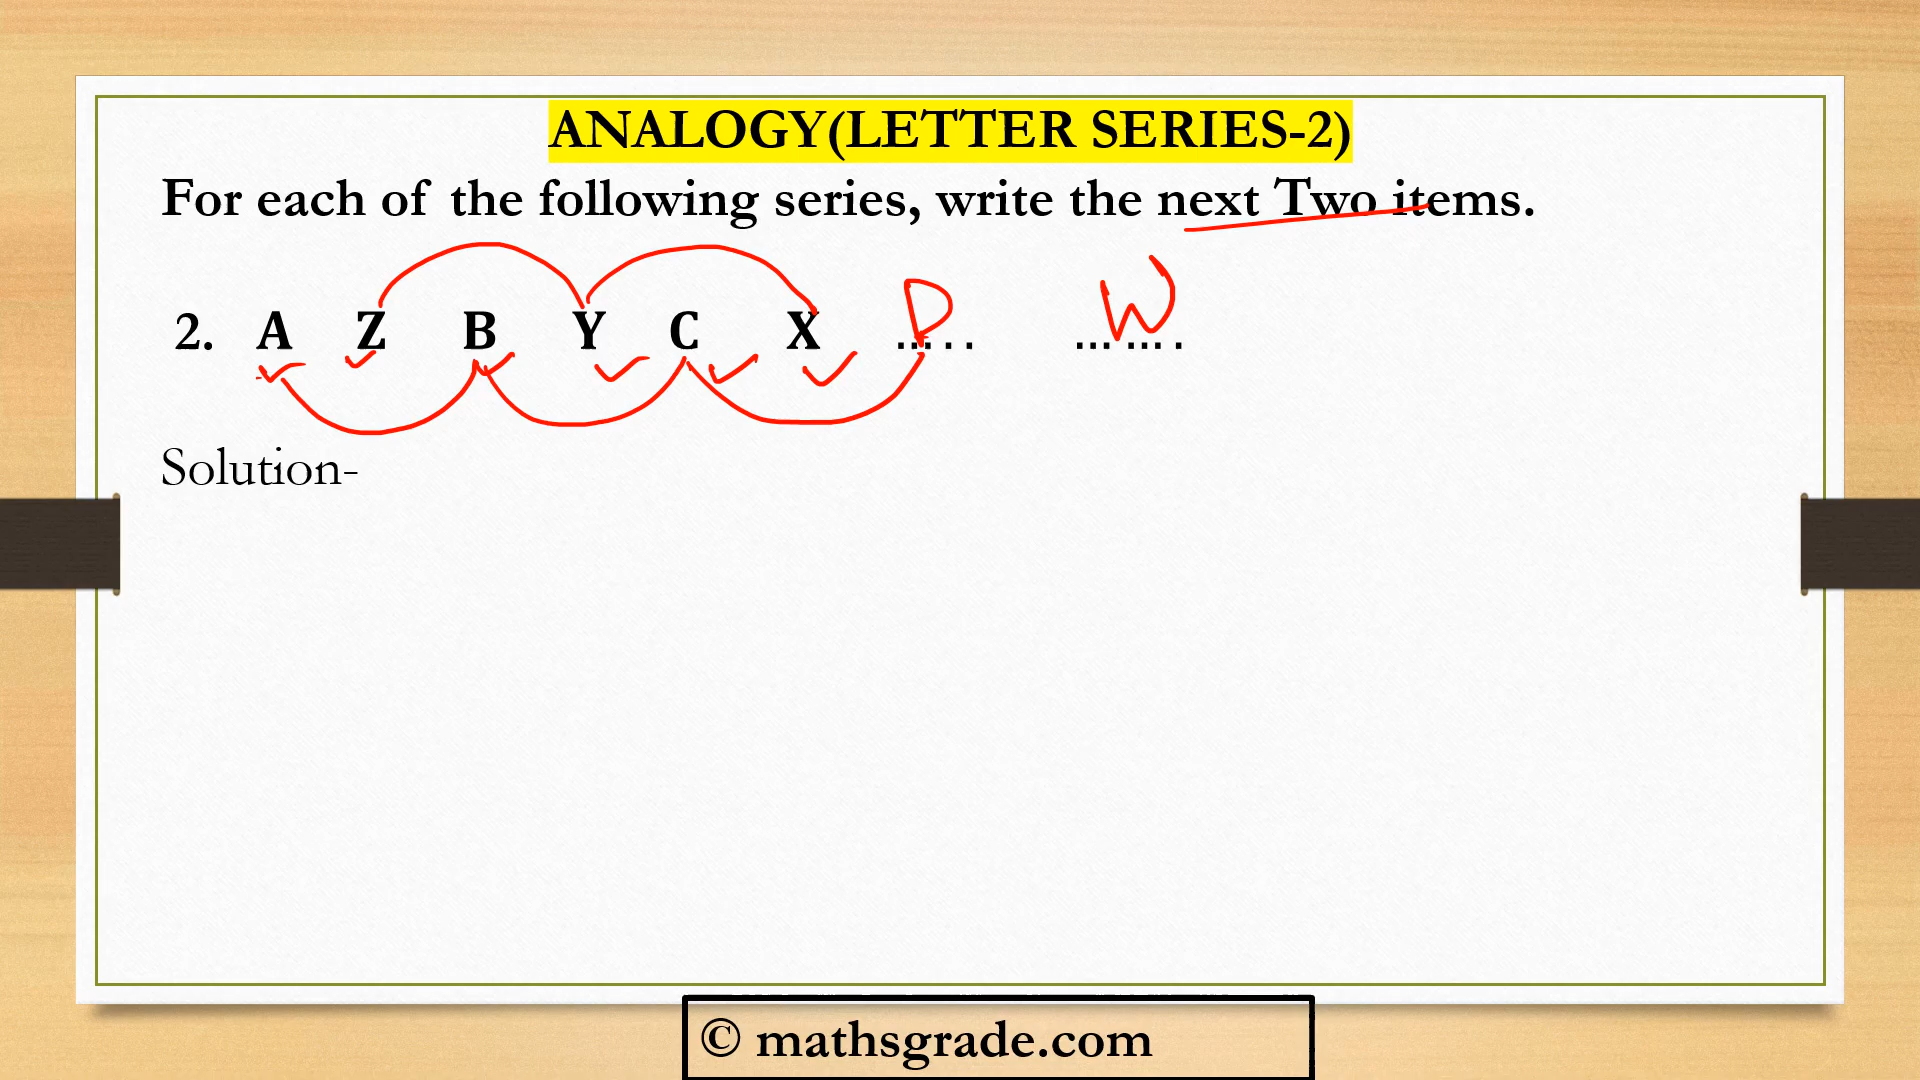 ANALOGY(LETTER SERIES-2)
For each of the following series, write the next Two items.
2. A Z B Y C X ….. D ……. W
Solution-
© mathsgrade.com